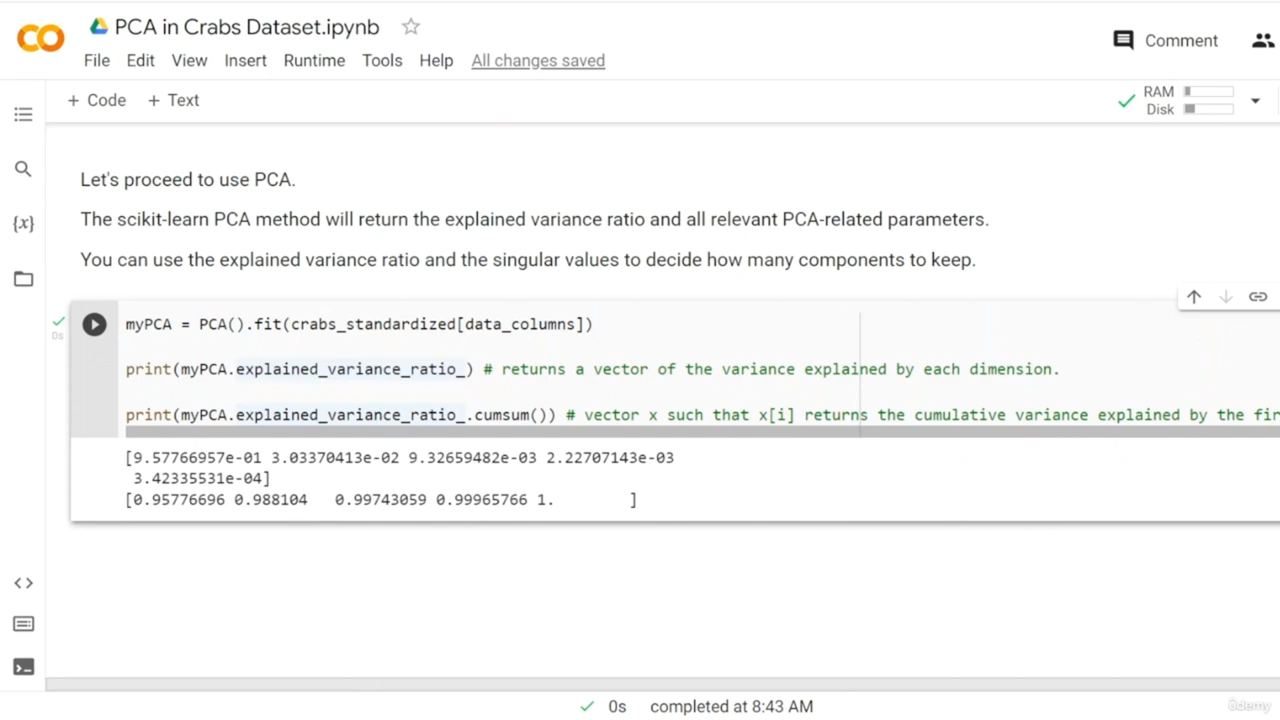 PCA in Crabs Dataset.ipynb
Comment
File Edit View Insert Runtime Tools Help All changes saved
+ Code + Text
RAM
Disk
Let's proceed to use PCA.
The scikit-learn PCA method will return the explained variance ratio and all relevant PCA-related parameters.
{x}
You can use the explained variance ratio and the singular values to decide how many components to keep.
0s
myPCA = PCA().fit(crabs_standardized[data_columns])
print(myPCA.explained_variance_ratio_) # returns a vector of the variance explained by each dimension.
print(myPCA.explained_variance_ratio_.cumsum()) # vector x such that x[i] returns the cumulative variance explained by the fir
[9.57766957e-01 3.03370413e-02 9.32659482e-03 2.22707143e-03
3.42335531e-04]
[0.95776696 0.988104 0.99743059 0.99965766 1. ]
0s completed at 8:43 AM
ûdemy